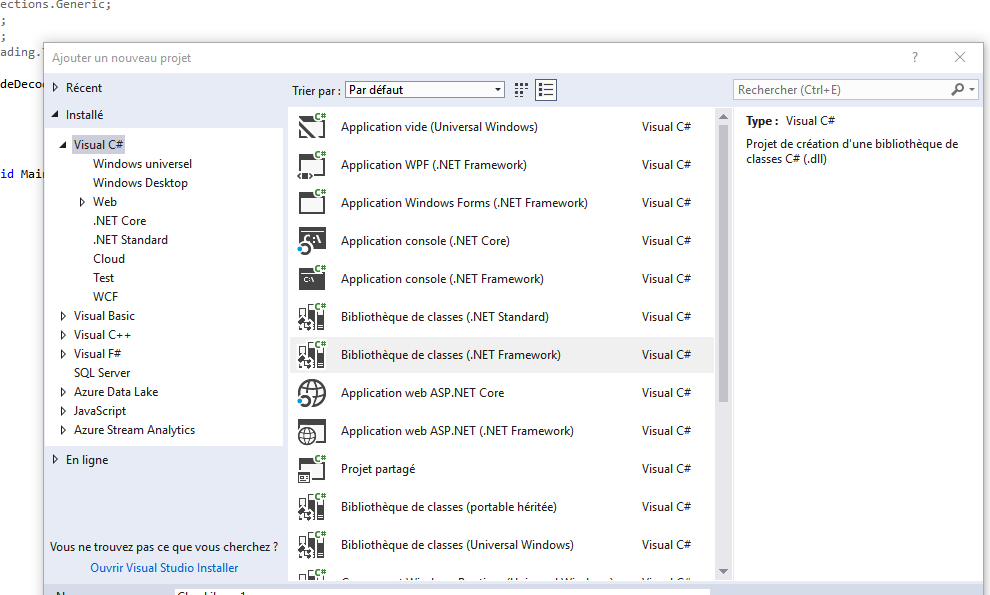 ections.Generic;
;
;
ading.
Ajouter un nouveau projet
?
deDeco
id Mai
Récent
Installé
Visual C#
Windows universel
Windows Desktop
Web
.NET Core
.NET Standard
Cloud
Test
WCF
Visual Basic
Visual C++
Visual F#
SQL Server
Azure Data Lake
JavaScript
Azure Stream Analytics
En ligne
Vous ne trouvez pas ce que vous cherchez ?
Ouvrir Visual Studio Installer
Trier par : Par défaut
Application vide (Universal Windows) Visual C#
Application WPF (.NET Framework) Visual C#
Application Windows Forms (.NET Framework) Visual C#
Application console (.NET Core) Visual C#
Application console (.NET Framework) Visual C#
Bibliothèque de classes (.NET Standard) Visual C#
Bibliothèque de classes (.NET Framework) Visual C#
Application web ASP.NET Core Visual C#
Application web ASP.NET (.NET Framework) Visual C#
Projet partagé Visual C#
Bibliothèque de classes (portable héritée) Visual C#
Bibliothèque de classes (Universal Windows) Visual C#
Rechercher (Ctrl+E)
Type : Visual C#
Projet de création d'une bibliothèque de
classes C# (.dll)